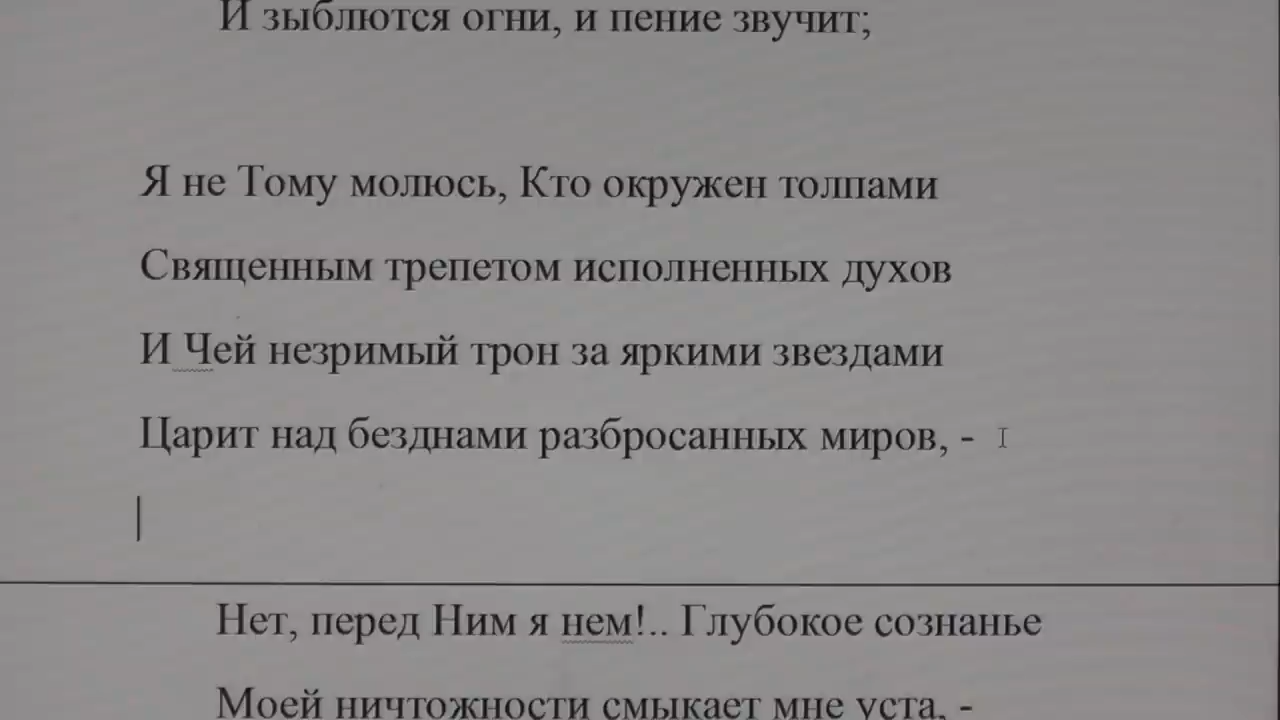 И зыблются огни, и пение звучит;
Я не Тому молюсь, Кто окружен толпами
Священным трепетом исполненных духов
И Чей незримый трон за яркими звездами
Царит над безднами разбросанных миров, -
Нет, перед Ним я нем!.. Глубокое сознанье
Моей ничтожности смыкает мне уста, -